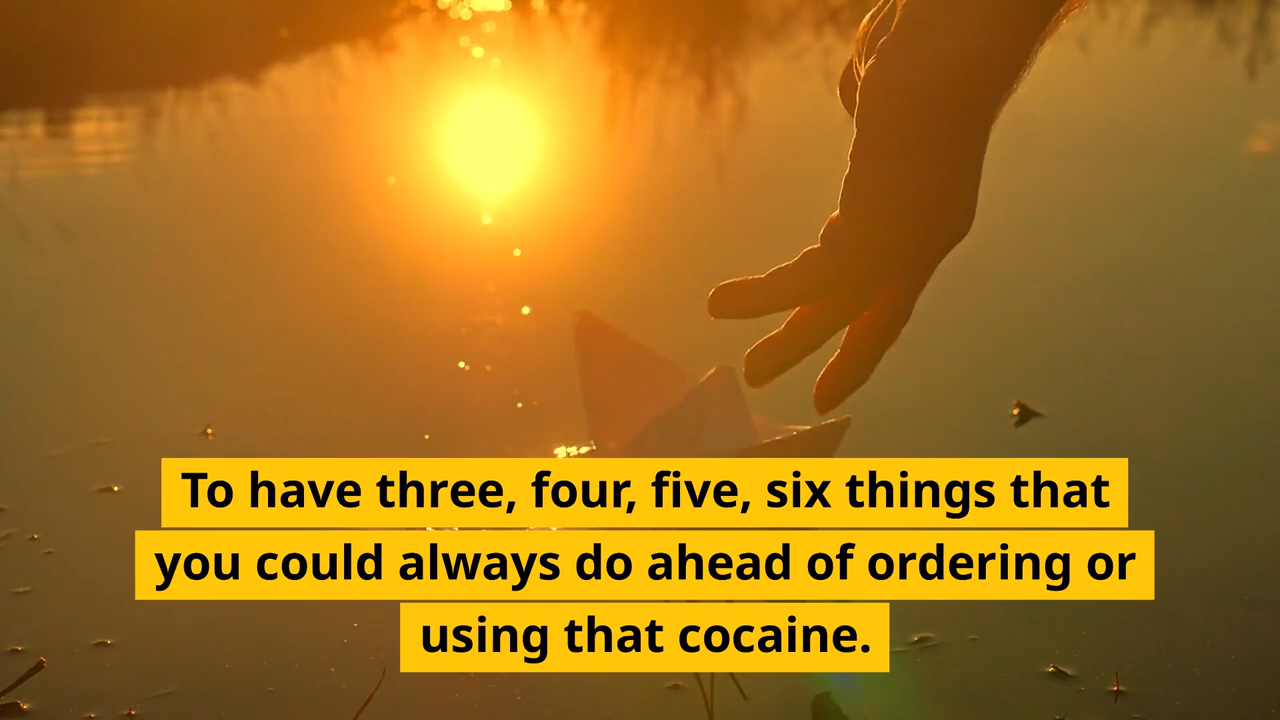 To have three, four, five, six things that
you could always do ahead of ordering or
using that cocaine.